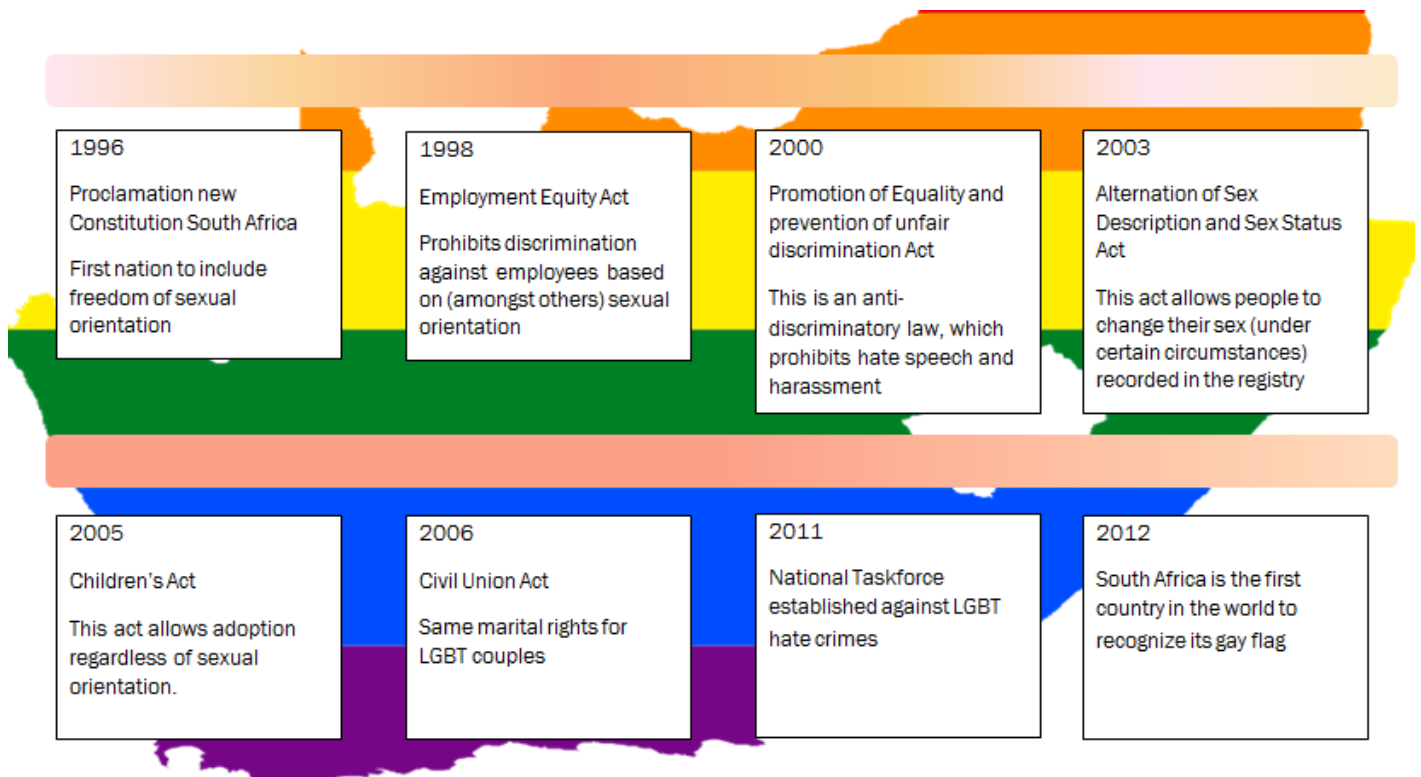 1996
Proclamation new
Constitution South Africa
First nation to include
freedom of sexual
orientation
1998
Employment Equity Act
Prohibits discrimination
against employees based
on (amongst others) sexual
orientation
2000
Promotion of Equality and
prevention of unfair
discrimination Act
This is an anti-
discriminatory law, which
prohibits hate speech and
harassment
2003
Alternation of Sex
Description and Sex Status
Act
This act allows people to
change their sex (under
certain circumstances)
recorded in the registry
2005
Children's Act
This act allows adoption
regardless of sexual
orientation.
2006
Civil Union Act
Same marital rights for
LGBT couples
2011
National Taskforce
established against LGBT
hate crimes
2012
South Africa is the first
country in the world to
recognize its gay flag